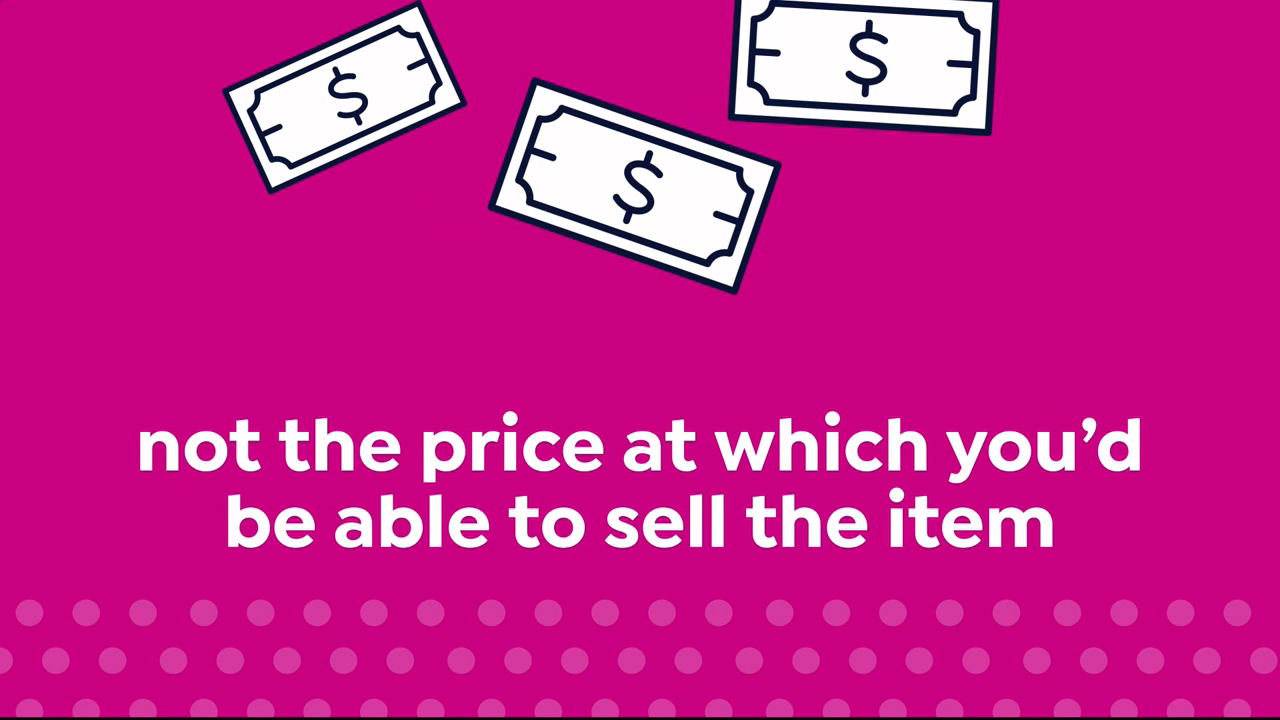 $
$
$
not the price at which you’d
be able to sell the item